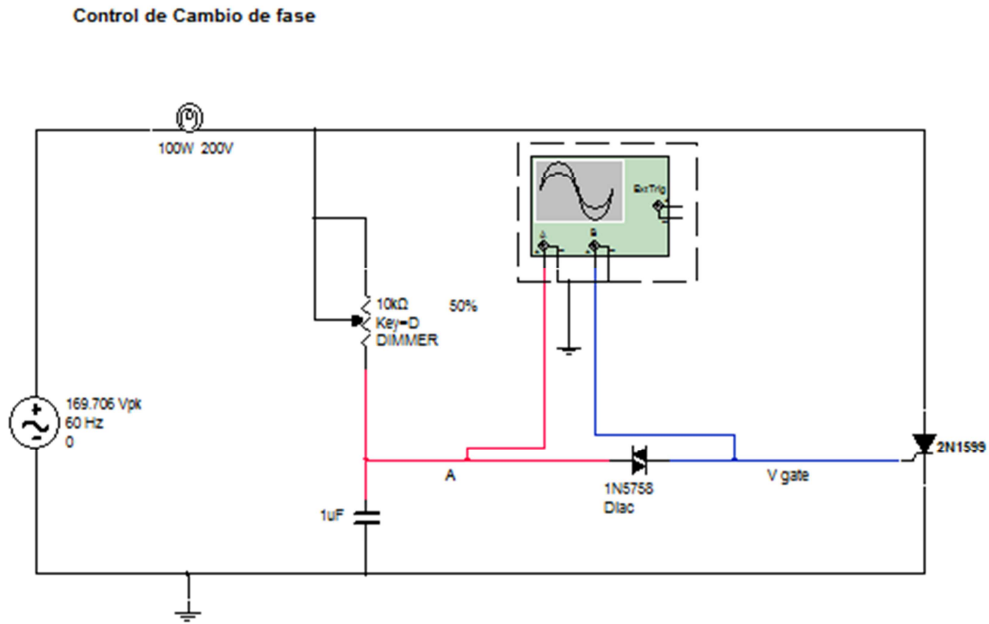 Control de Cambio de fase
100W 200V
ExtTrig
A
B
10kΩ 50%
Key=D
DIMMER
169.706 Vpk
60 Hz
0
2N1599
A
V gate
1N5758
Diac
1uF